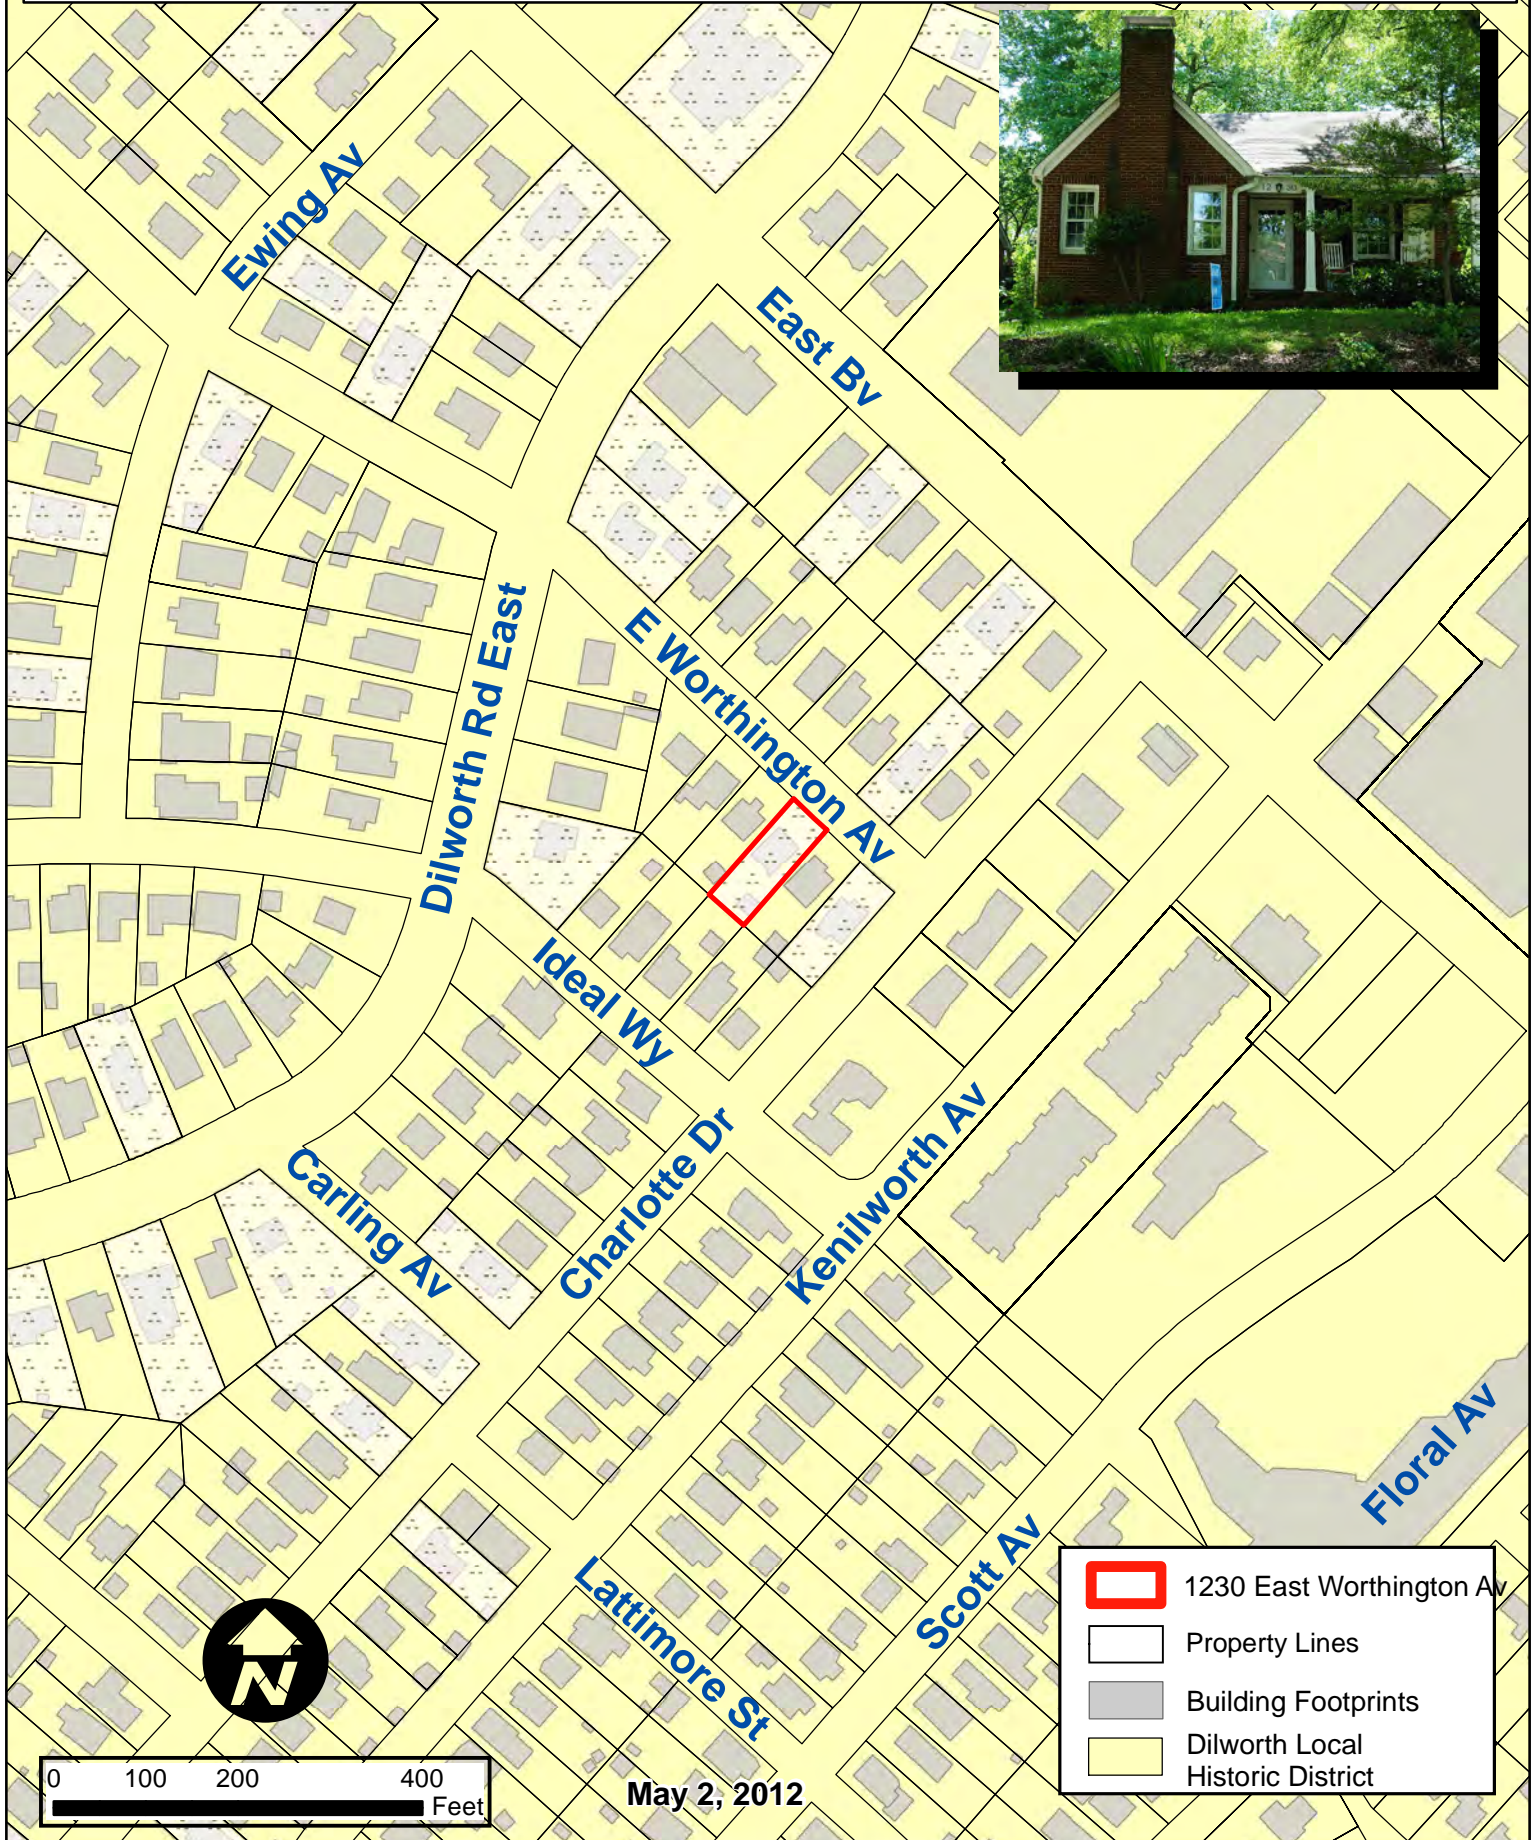 Ewing Av
East Bv
E Worthington Av
Dilworth Rd East
Ideal Wy
Carling Av
Charlotte Dr
Kenilworth Av
Lattimore St
Scott Av
Floral Av
1230 East Worthington Av
Property Lines
Building Footprints
Dilworth Local
Historic District
N
0 100 200 400
Feet
May 2, 2012